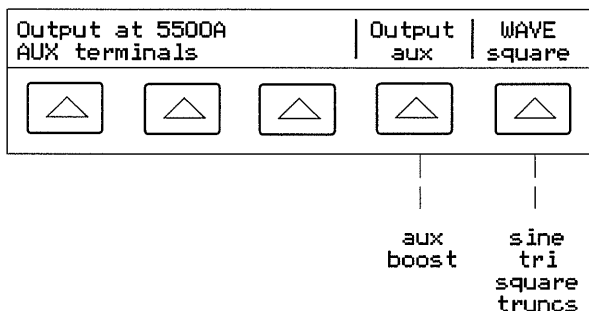 Output at 5500A
AUX terminals
Output
aux
WAVE
square
aux
boost
sine
tri
square
truncs